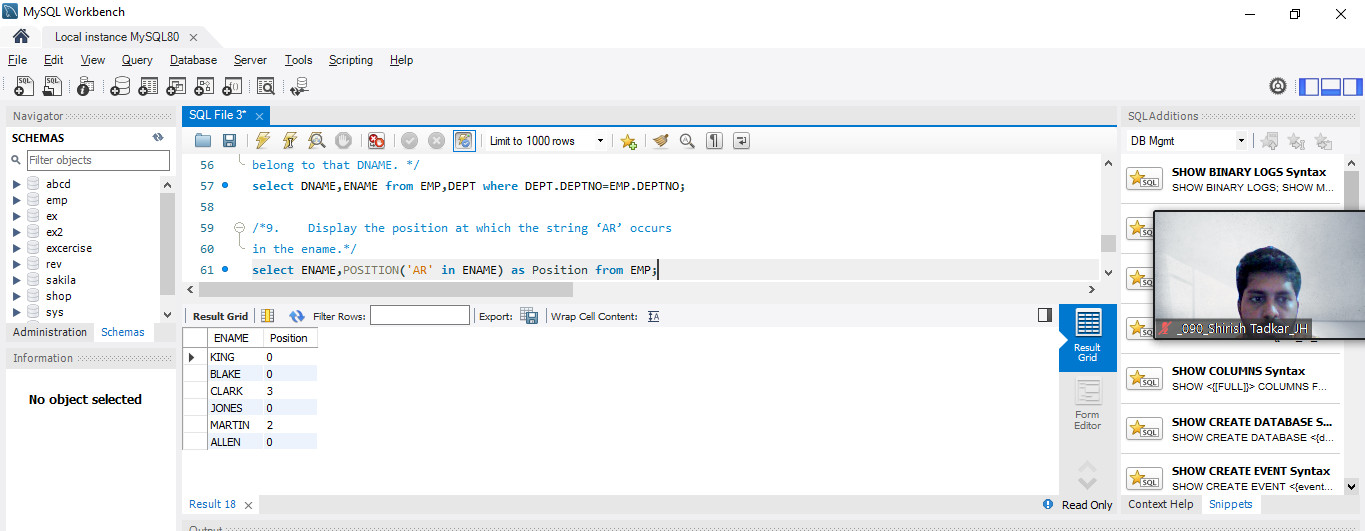 MySQL Workbench
Local instance MySQL80
File Edit View Query Database Server Tools Scripting Help
Navigator
SCHEMAS
Filter objects
abcd
emp
ex
ex2
excercise
rev
sakila
shop
sys
Administration Schemas
Information
No object selected
SQL File 3*
Limit to 1000 rows
56 belong to that DNAME. */
57 select DNAME,ENAME from EMP,DEPT where DEPT.DEPTNO=EMP.DEPTNO;
58
59 /*9. Display the position at which the string ‘AR’ occurs
60 in the ename.*/
61 select ENAME,POSITION('AR' in ENAME) as Position from EMP;
Result Grid Filter Rows: Export: Wrap Cell Content:
ENAME Position
KING 0
BLAKE 0
CLARK 3
JONES 0
MARTIN 2
ALLEN 0
Result Grid
Form Editor
Result 18
Read Only
Output
SQLAdditions
DB Mgmt
SHOW BINARY LOGS Syntax
SHOW BINARY LOGS; SHOW M...
_090_Shirish Tadkar_JH
SHOW COLUMNS Syntax
SHOW <{[FULL]}> COLUMNS F...
SHOW CREATE DATABASE S...
SHOW CREATE DATABASE <{d...
SHOW CREATE EVENT Syntax
SHOW CREATE EVENT <{event...
Context Help Snippets